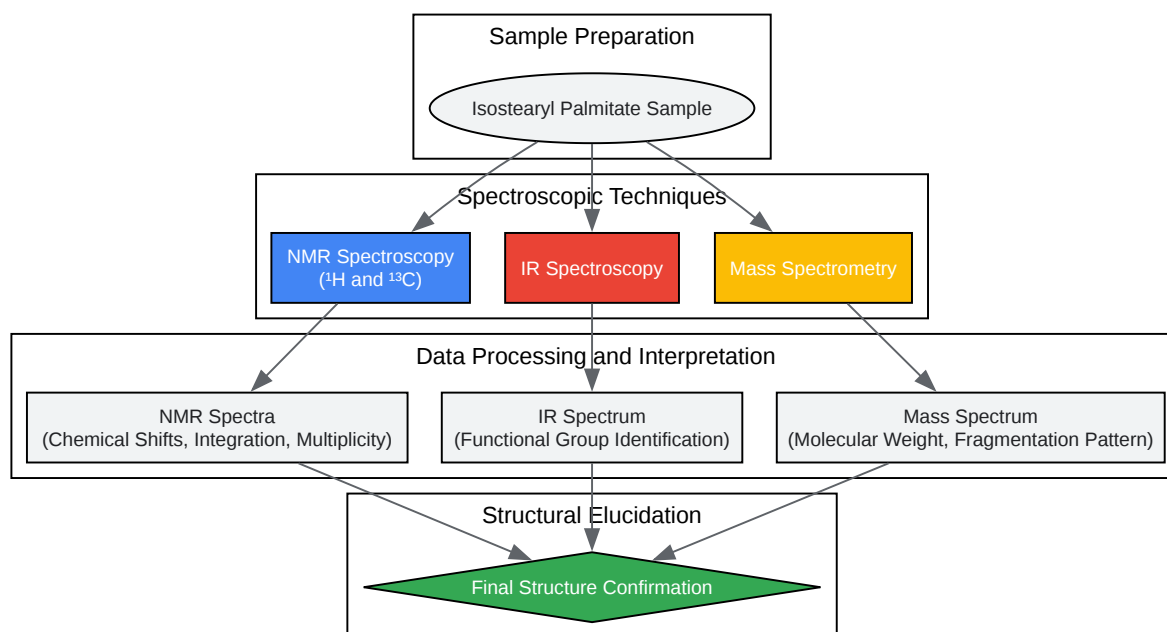 Sample Preparation
Isostearyl Palmitate Sample
Spectroscopic Techniques
NMR Spectroscopy
(¹H and ¹³C)
IR Spectroscopy
Mass Spectrometry
Data Processing and Interpretation
NMR Spectra
(Chemical Shifts, Integration, Multiplicity)
IR Spectrum
(Functional Group Identification)
Mass Spectrum
(Molecular Weight, Fragmentation Pattern)
Structural Elucidation
Final Structure Confirmation